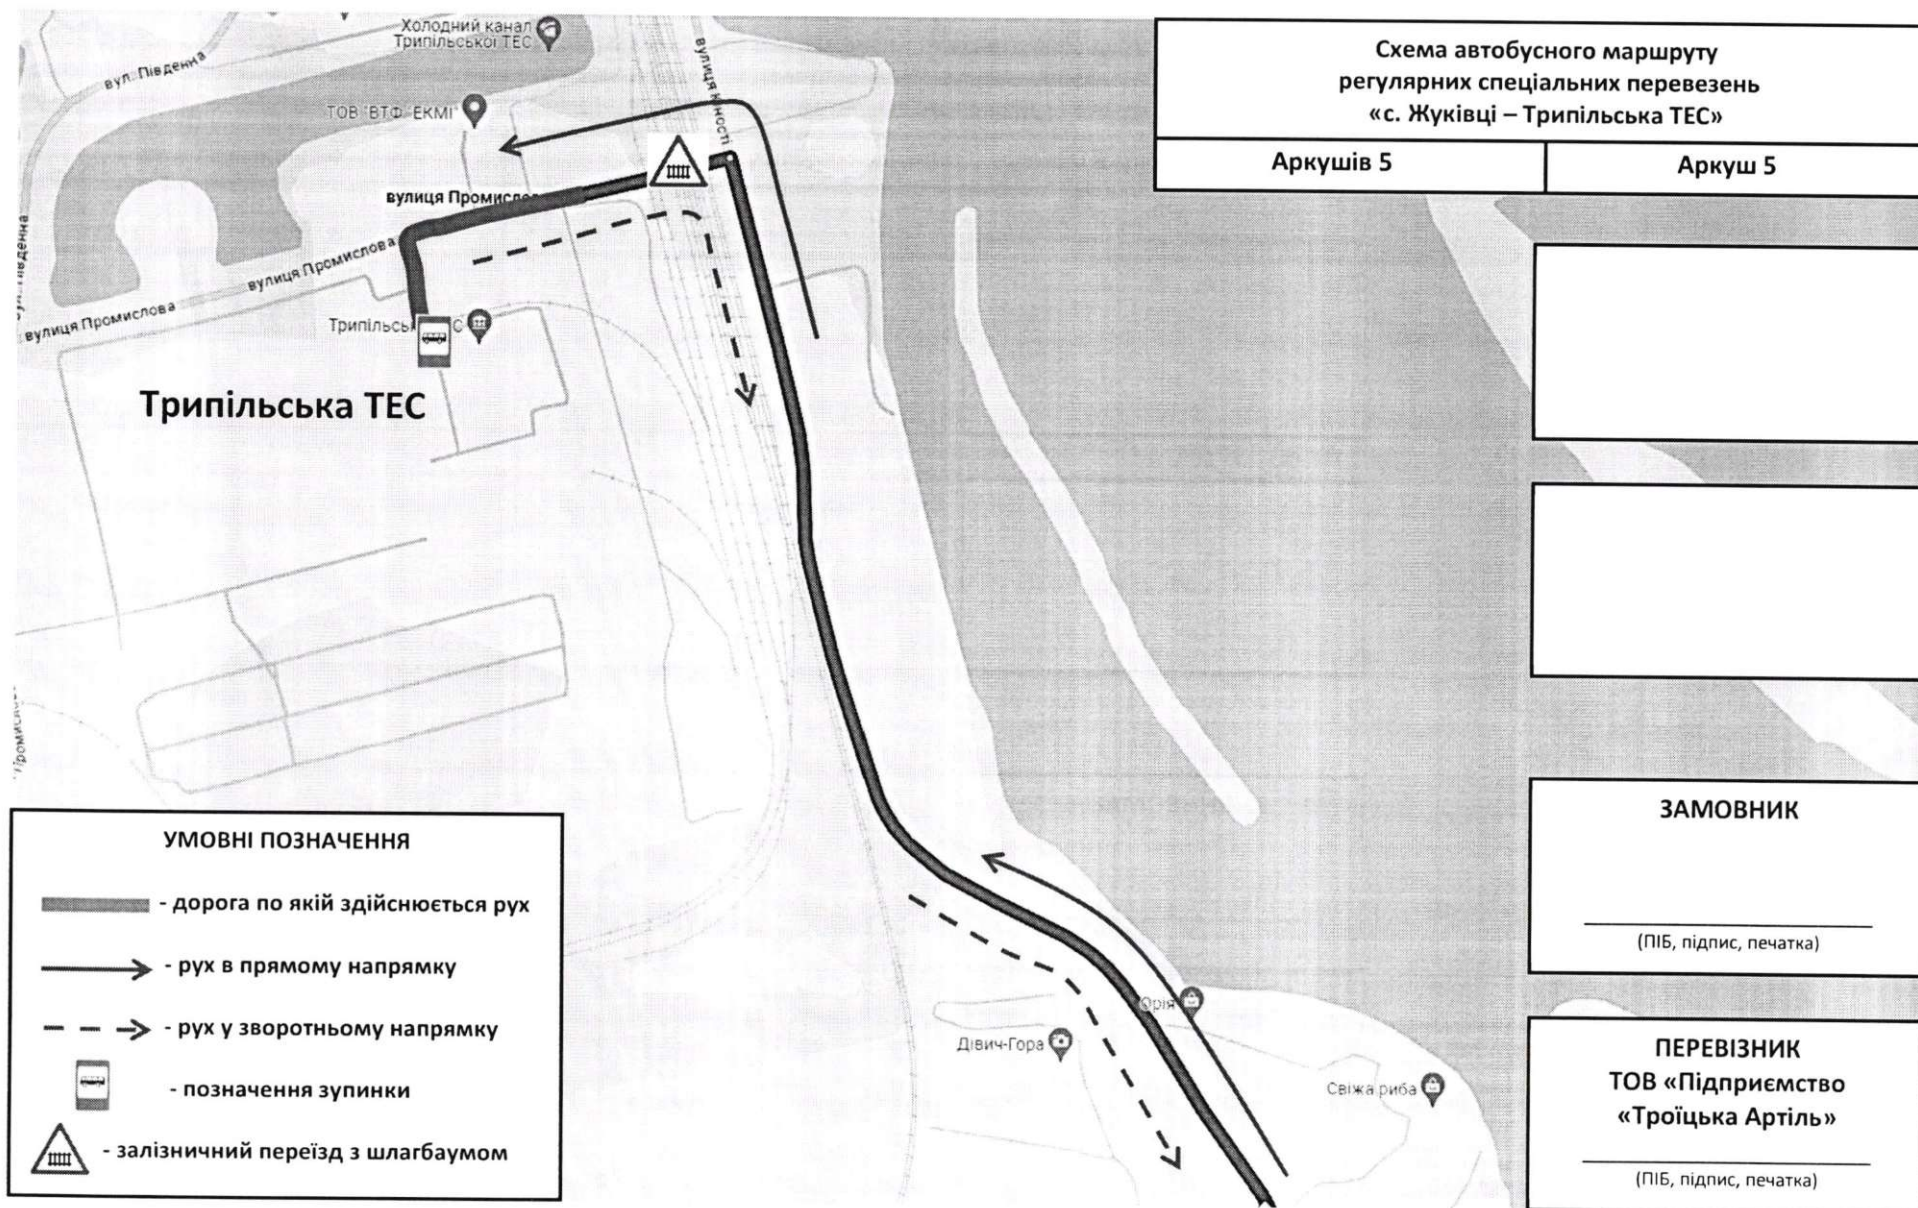 Холодний канал
Трипільської ТЕС
вул. Південна
вулиця Юності
ТОВ "ВТФ "ЕКМІ"
вулиця Промислова
вулиця Промислова
вулиця Промислова
Трипільська ТЕС
Схема автобусного маршруту
регулярних спеціальних перевезень
«с. Жуківці – Трипільська ТЕС»
Аркушів 5
Аркуш 5
УМОВНІ ПОЗНАЧЕННЯ
- дорога по якій здійснюється рух
- рух в прямому напрямку
- рух у зворотньому напрямку
- позначення зупинки
- залізничний переїзд з шлагбаумом
Орія
Дівич-Гора
Свіжа риба
ЗАМОВНИК
(ПІБ, підпис, печатка)
ПЕРЕВІЗНИК
ТОВ «Підприємство
«Троїцька Артіль»
(ПІБ, підпис, печатка)